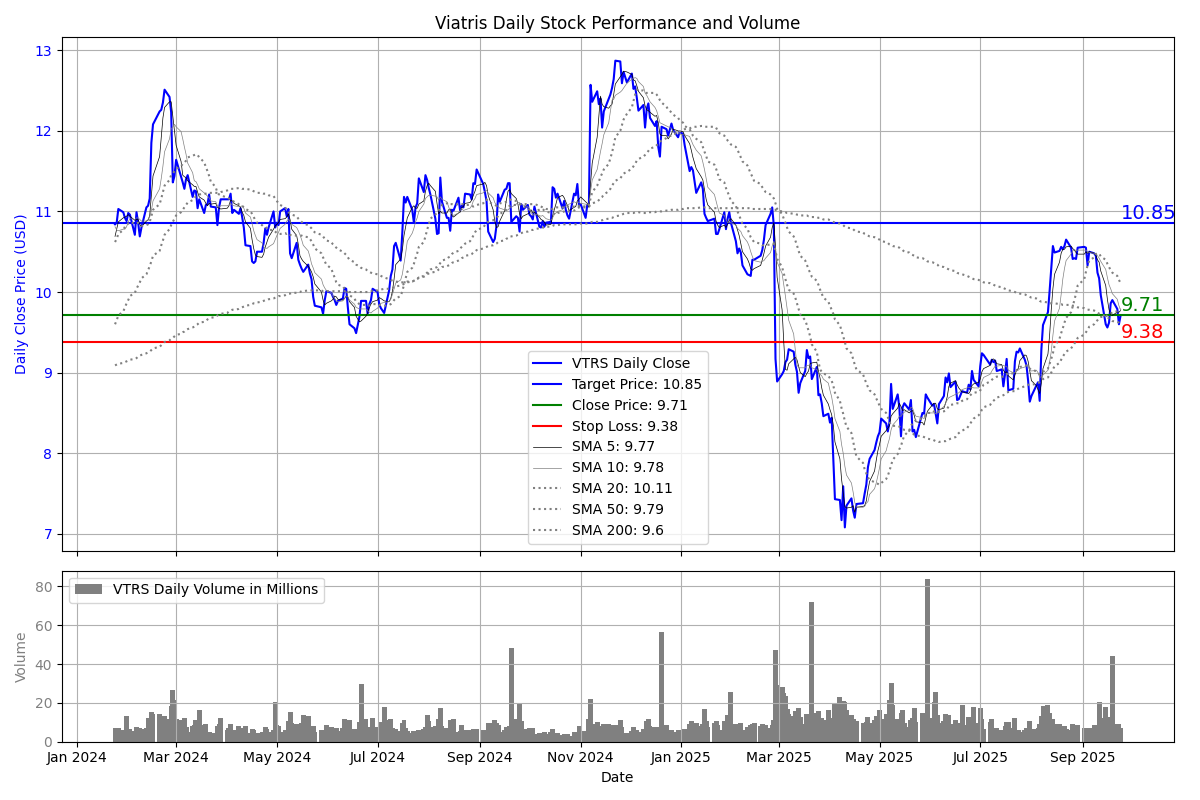 Viatris Daily Stock Performance and Volume
Daily Close Price (USD)
13
12
11
10
9
8
7
10.85
9.71
9.38
VTRS Daily Close
Target Price: 10.85
Close Price: 9.71
Stop Loss: 9.38
SMA 5: 9.77
SMA 10: 9.78
SMA 20: 10.11
SMA 50: 9.79
SMA 200: 9.6
Volume
80
60
40
20
0
VTRS Daily Volume in Millions
Jan 2024 Mar 2024 May 2024 Jul 2024 Sep 2024 Nov 2024 Jan 2025 Mar 2025 May 2025 Jul 2025 Sep 2025
Date